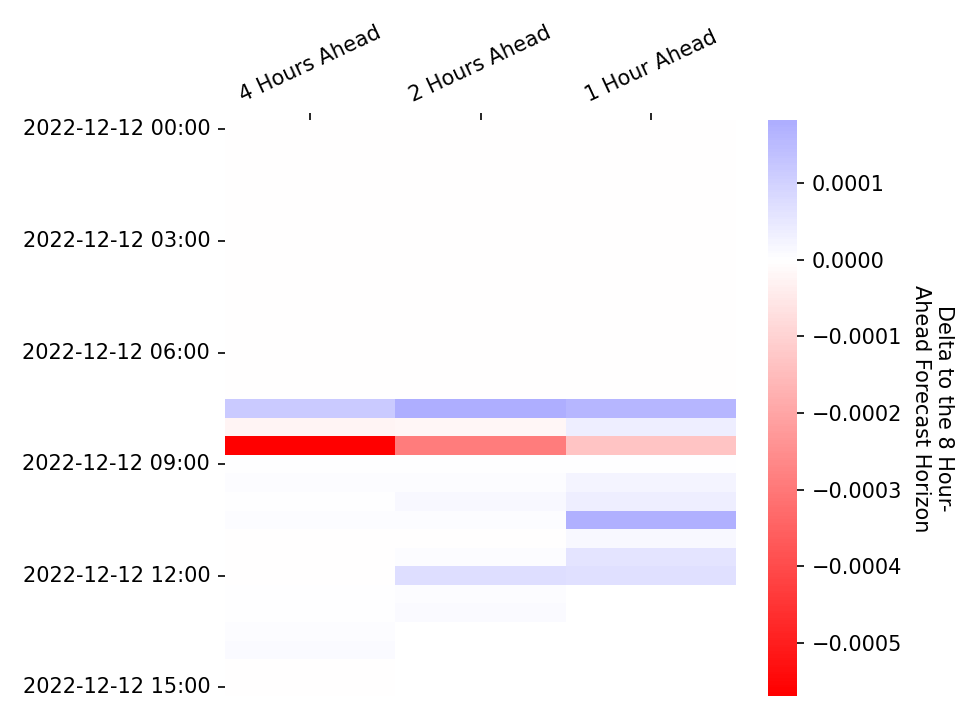 4 Hours Ahead
2 Hours Ahead
1 Hour Ahead
2022-12-12 00:00
2022-12-12 03:00
2022-12-12 06:00
2022-12-12 09:00
2022-12-12 12:00
2022-12-12 15:00
0.0001
0.0000
−0.0001
−0.0002
−0.0003
−0.0004
−0.0005
Delta to the 8 Hour-
Ahead Forecast Horizon